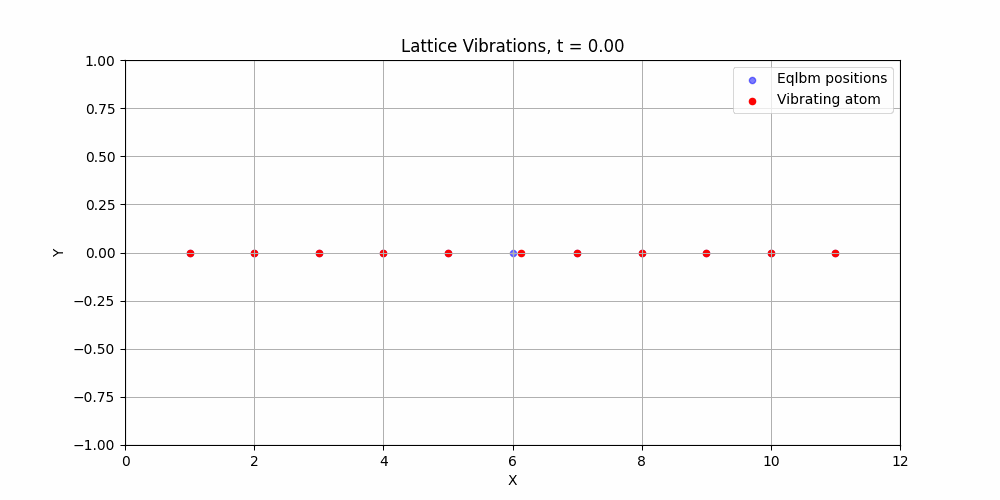 Lattice Vibrations, t = 0.00
Eqlbm positions
Vibrating atom
1.00
0.75
0.50
0.25
0.00
−0.25
−0.50
−0.75
−1.00
Y
0 2 4 6 8 10 12
X